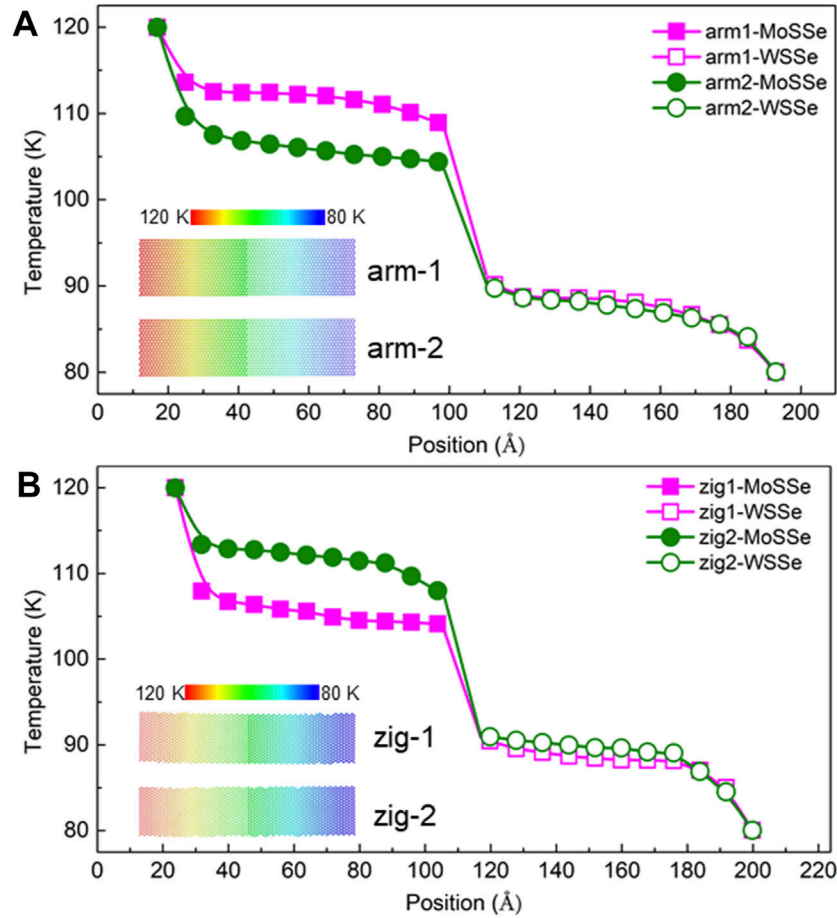 A
120
110
100
90
80
Temperature (K)
arm1-MoSSe
arm1-WSSe
arm2-MoSSe
arm2-WSSe
120 K
80 K
arm-1
arm-2
0 20 40 60 80 100 120 140 160 180 200
Position (Å)
B
120
110
100
90
80
Temperature (K)
zig1-MoSSe
zig1-WSSe
zig2-MoSSe
zig2-WSSe
120 K
80 K
zig-1
zig-2
0 20 40 60 80 100 120 140 160 180 200 220
Position (Å)